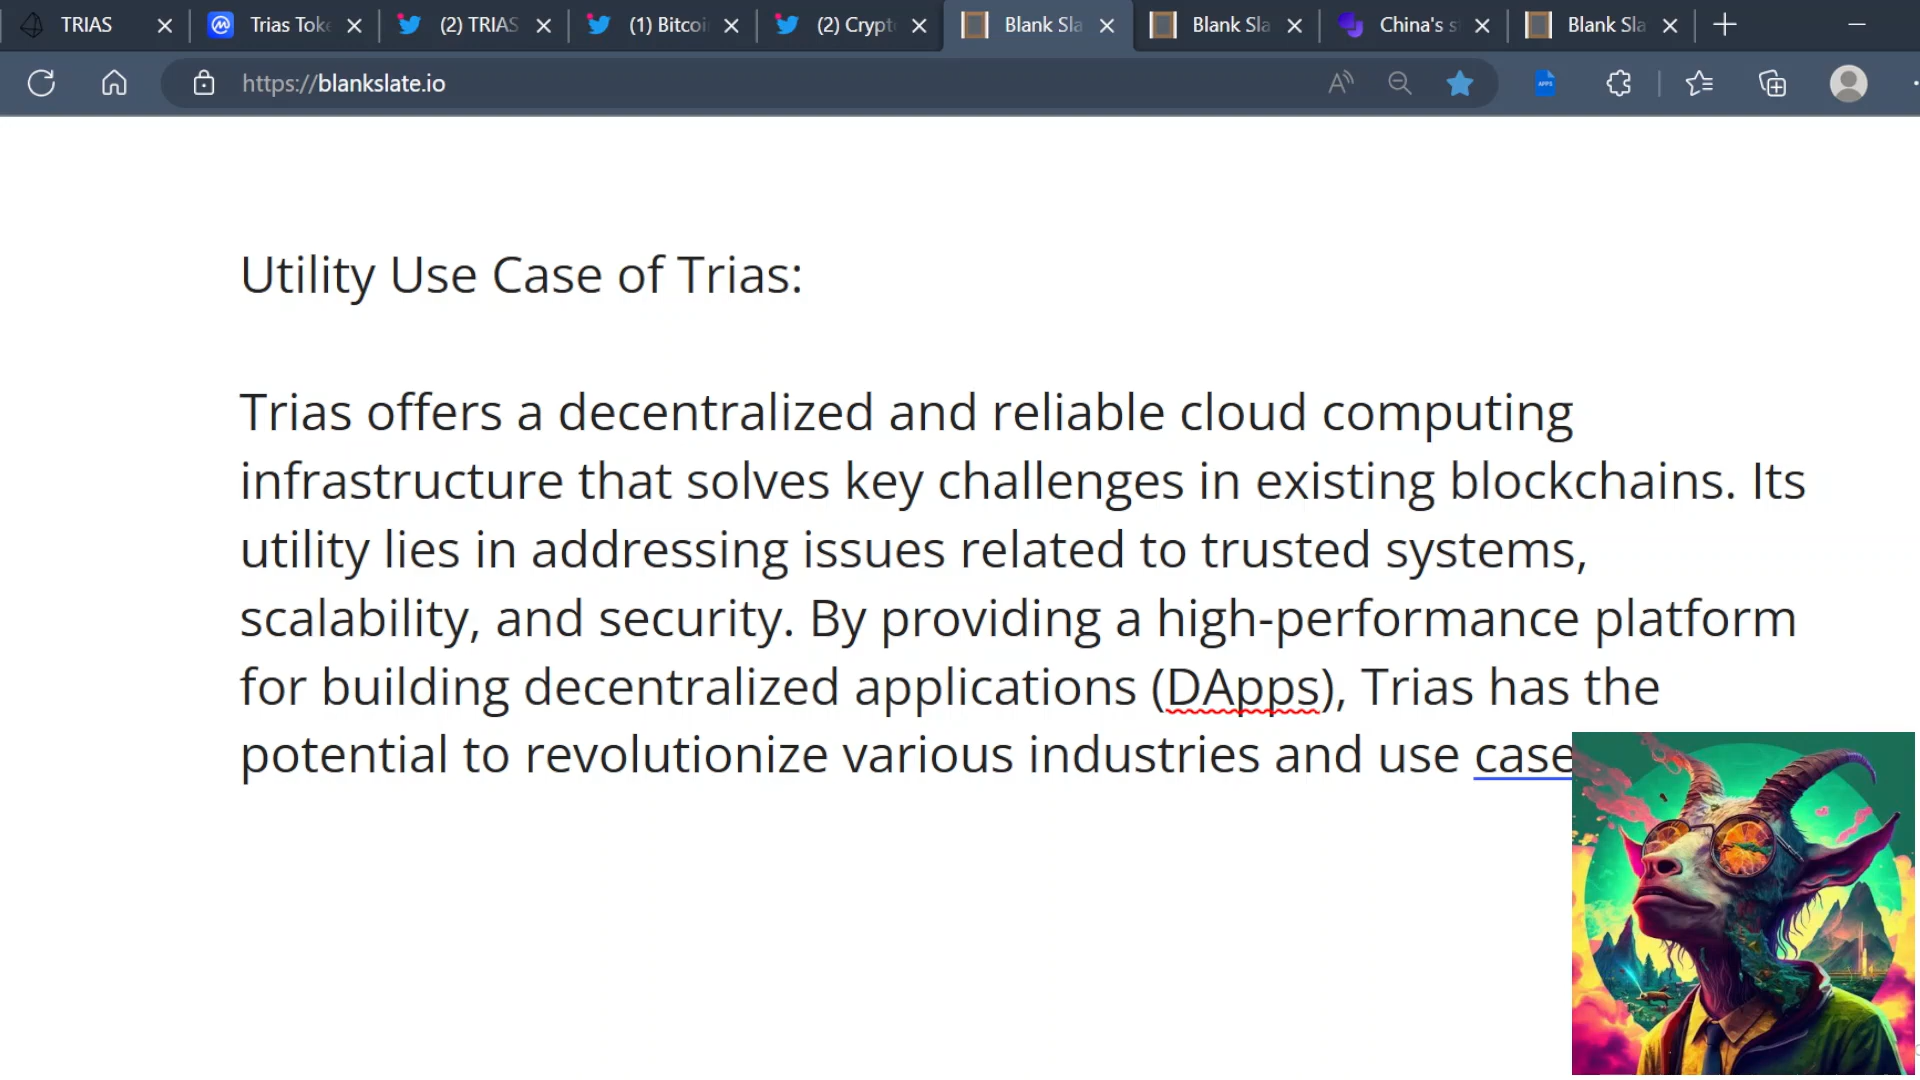 TRIAS
Trias Toke
(2) TRIAS
(1) Bitcoi
(2) Crypt
Blank Sla
Blank Sla
China's s
Blank Sla
https://blankslate.io
Utility Use Case of Trias:
Trias offers a decentralized and reliable cloud computing
infrastructure that solves key challenges in existing blockchains. Its
utility lies in addressing issues related to trusted systems,
scalability, and security. By providing a high-performance platform
for building decentralized applications (DApps), Trias has the
potential to revolutionize various industries and use case